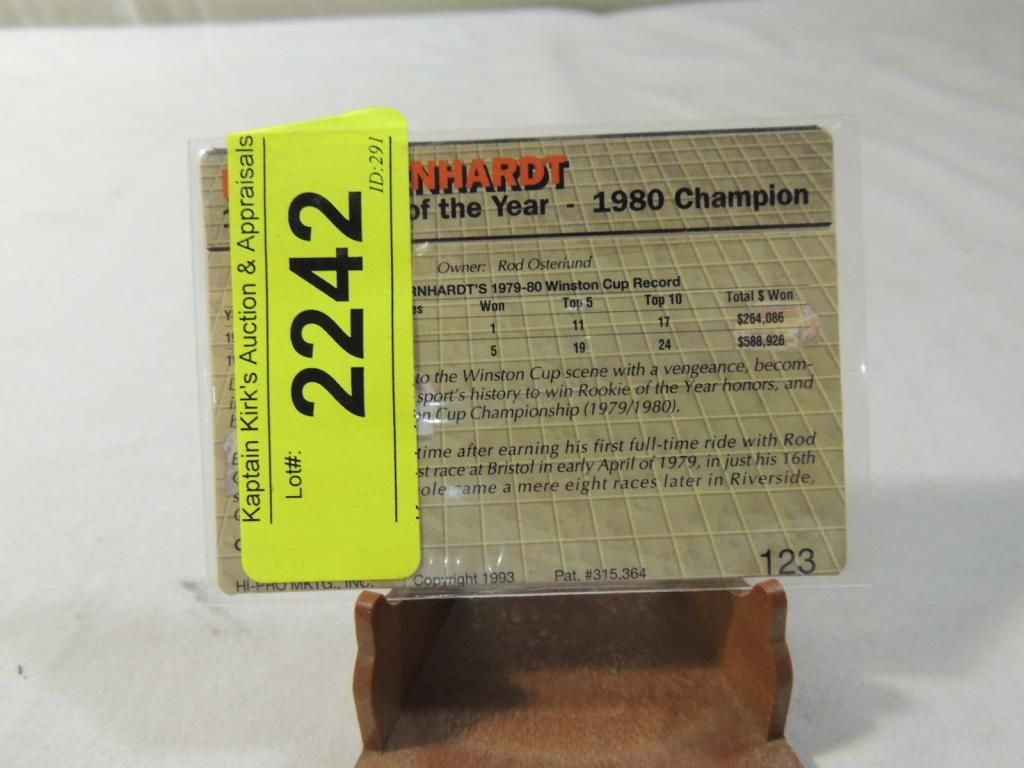 Kaptain Kirk's Auction & Appraisals
Lot#:
2242
ID:291
NHARDT
of the Year - 1980 Champion
Owner: Rod Osterlund
RNHARDT'S 1979-80 Winston Cup Record
es Won Top 5 Top 10 Total $ Won
1 11 17 $264,086
5 19 24 $588,926
to the Winston Cup scene with a vengeance, becom-
sport's history to win Rookie of the Year honors, and
on Cup Championship (1979/1980).
-time after earning his first full-time ride with Rod
st race at Bristol in early April of 1979, in just his 16th
ole came a mere eight races later in Riverside,
123
HI-PRO MKTG., INC. Copyright 1993 Pat. #315,364